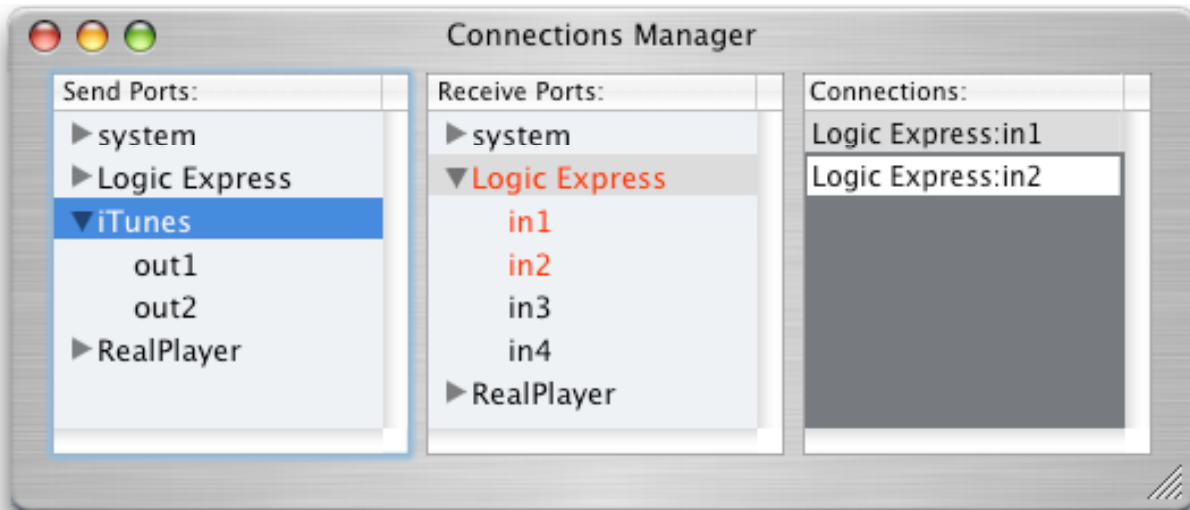 Connections Manager
Send Ports:
system
Logic Express
iTunes
out1
out2
RealPlayer
Receive Ports:
system
Logic Express
in1
in2
in3
in4
RealPlayer
Connections:
Logic Express:in1
Logic Express:in2